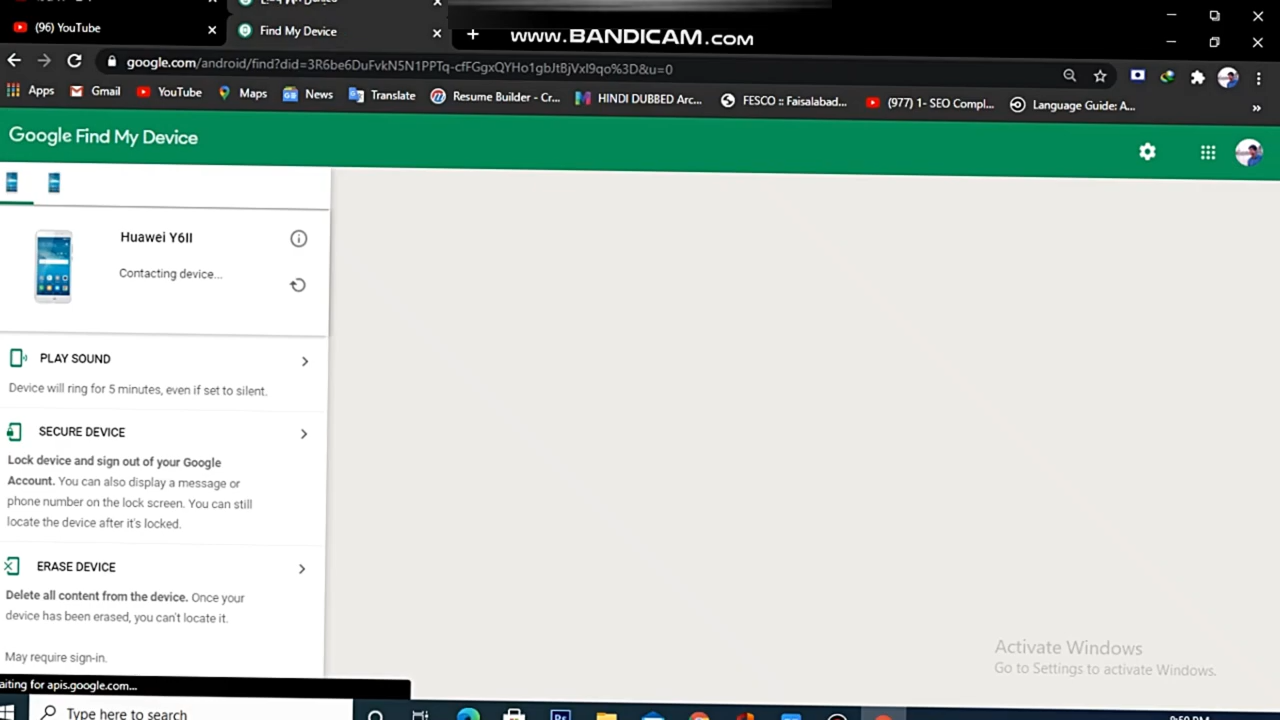 (96) YouTube
Find My Device
www.BANDICAM.com
google.com/android/find?did=3R6be6DuFvkN5N1PPTq-cfFGgxQYHo1gbJtBjVxI9qo%3D&u=0
Apps
Gmail
YouTube
Maps
News
Translate
Resume Builder - Cr...
HINDI DUBBED Arc...
FESCO :: Faisalabad...
(977) 1- SEO Compl...
Language Guide: A...
Google Find My Device
Huawei Y6II
Contacting device...
PLAY SOUND
Device will ring for 5 minutes, even if set to silent.
SECURE DEVICE
Lock device and sign out of your Google
Account. You can also display a message or
phone number on the lock screen. You can still
locate the device after it's locked.
ERASE DEVICE
Delete all content from the device. Once your
device has been erased, you can't locate it.
May require sign-in.
Activate Windows
Go to Settings to activate Windows.
aiting for apis.google.com...
Type here to search